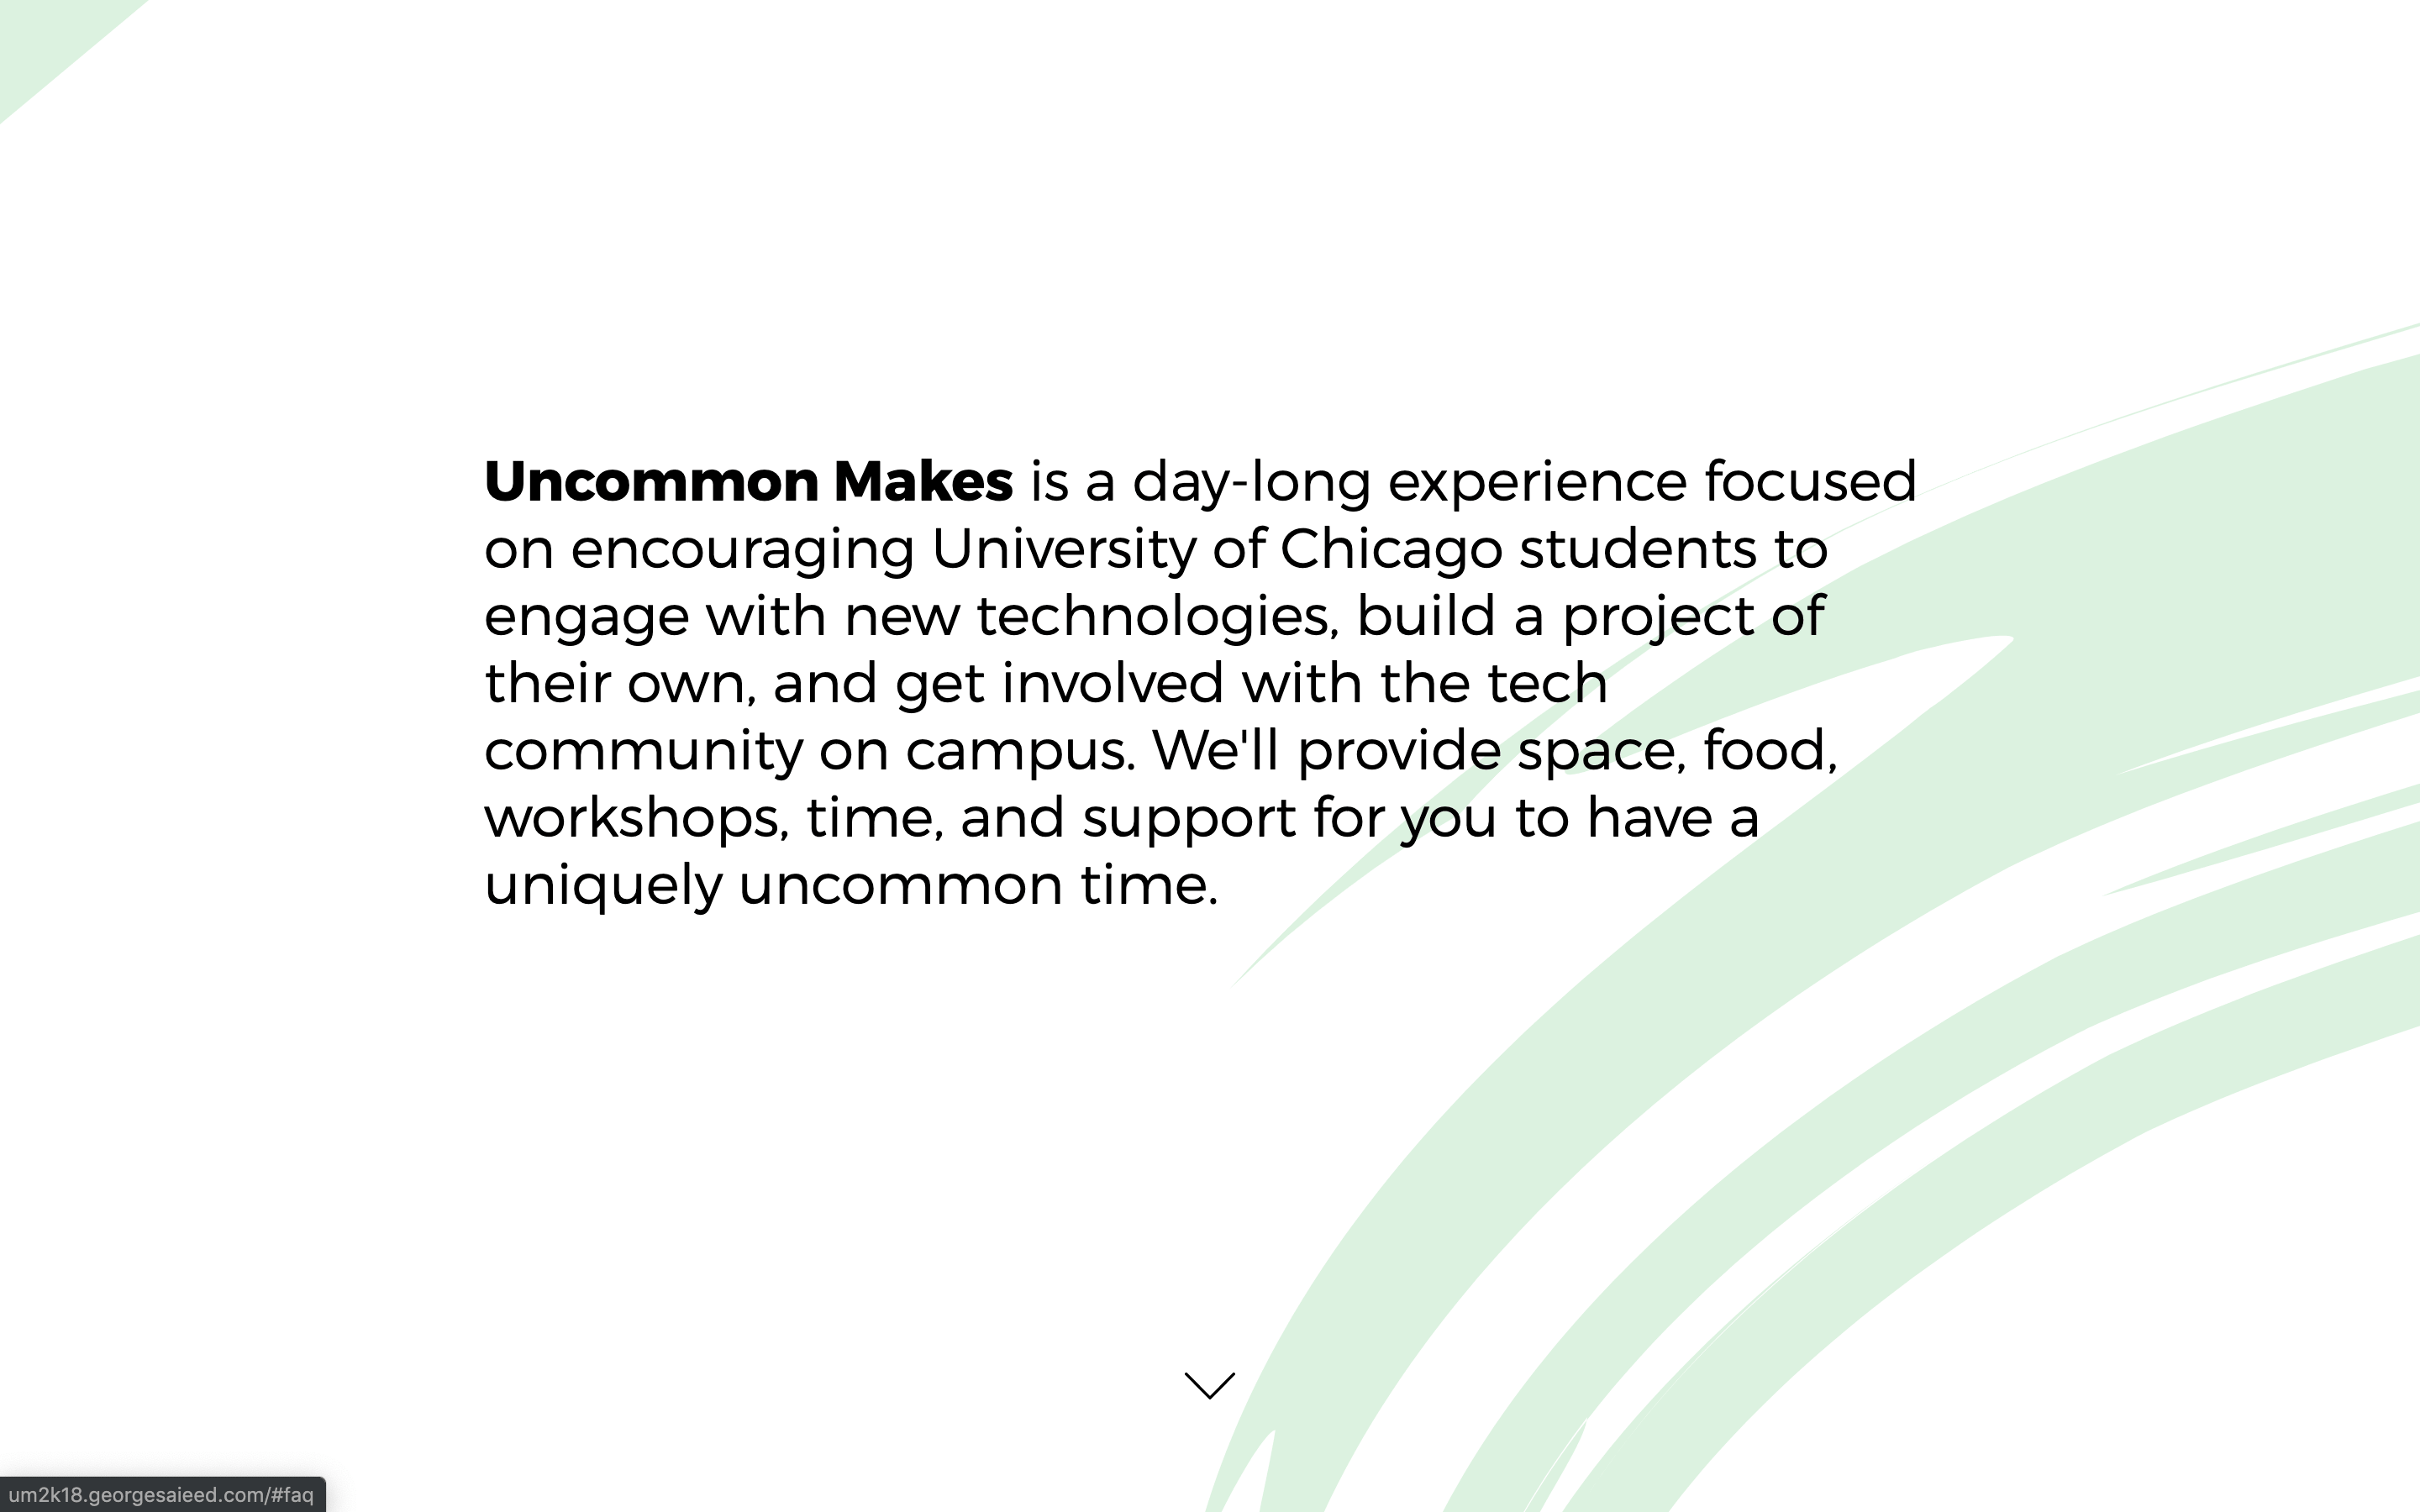 Uncommon Makes is a day-long experience focused
on encouraging University of Chicago students to
engage with new technologies, build a project of
their own, and get involved with the tech
community on campus. We'll provide space, food,
workshops, time, and support for you to have a
uniquely uncommon time.
um2k18.georgesaieed.com/#faq